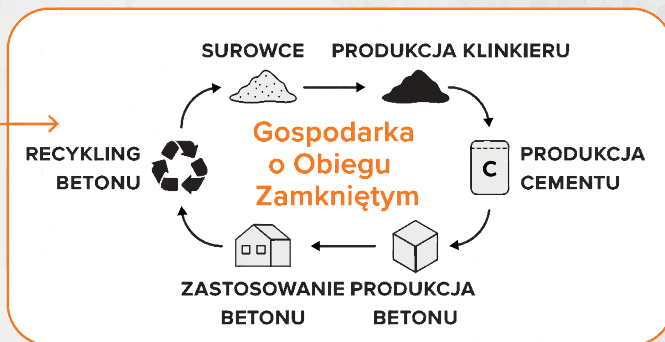 SUROWCE
PRODUKCJA KLINKIERU
Gospodarka
o Obiegu
Zamkniętym
RECYKLING
BETONU
C
PRODUKCJA
CEMENTU
ZASTOSOWANIE
BETONU
PRODUKCJA
BETONU